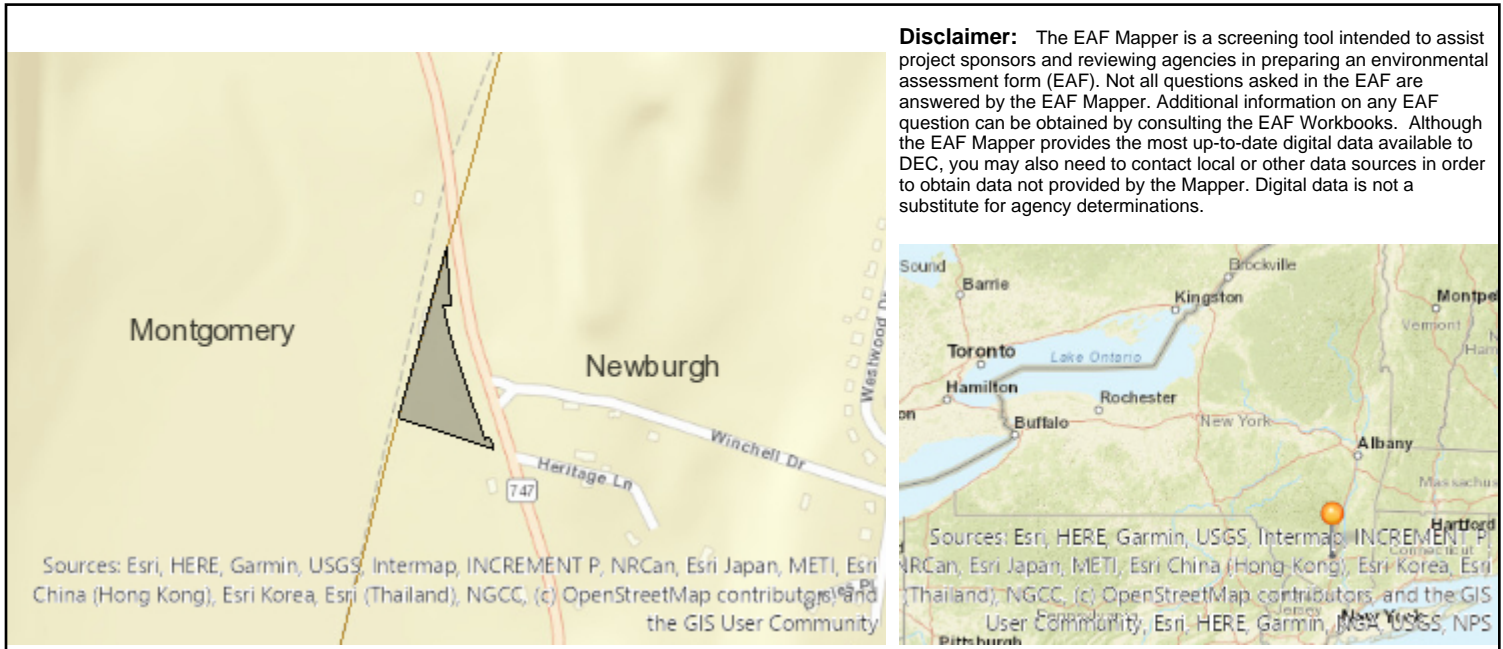 Disclaimer: The EAF Mapper is a screening tool intended to assist
project sponsors and reviewing agencies in preparing an environmental
assessment form (EAF). Not all questions asked in the EAF are
answered by the EAF Mapper. Additional information on any EAF
question can be obtained by consulting the EAF Workbooks. Although
the EAF Mapper provides the most up-to-date digital data available to
DEC, you may also need to contact local or other data sources in order
to obtain data not provided by the Mapper. Digital data is not a
substitute for agency determinations.
Montgomery
Newburgh
Westwood Dr
Winchell Dr
Heritage Ln
747
Sources: Esri, HERE, Garmin, USGS, Intermap, INCREMENT P, NRCan, Esri Japan, METI, Esri
China (Hong Kong), Esri Korea, Esri (Thailand), NGCC, (c) OpenStreetMap contributors, and
the GIS User Community
Sound
Barrie
Brockville
Kingston
Montpel
Vermont
Toronto
Lake Ontario
Hamilton
Rochester
Buffalo
New York
Albany
Massachus
Hartford
Connecticut
Sources: Esri, HERE, Garmin, USGS, Intermap, INCREMENT P,
NRCan, Esri Japan, METI, Esri China (Hong Kong), Esri Korea, Esri
(Thailand), NGCC, (c) OpenStreetMap contributors, and the GIS
User Community, Esri, HERE, Garmin, NGA, USGS, NPS
Pennsylvania
Jersey
New York
Pittsburgh